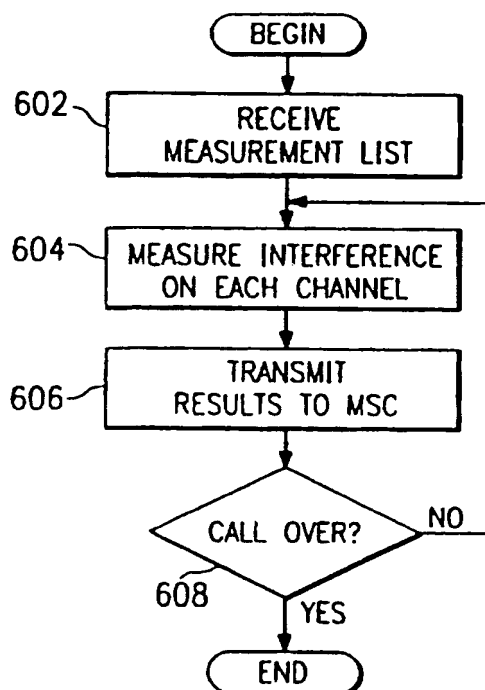 BEGIN
602
RECEIVE
MEASUREMENT LIST
604
MEASURE INTERFERENCE
ON EACH CHANNEL
606
TRANSMIT
RESULTS TO MSC
CALL OVER?
NO
608
YES
END